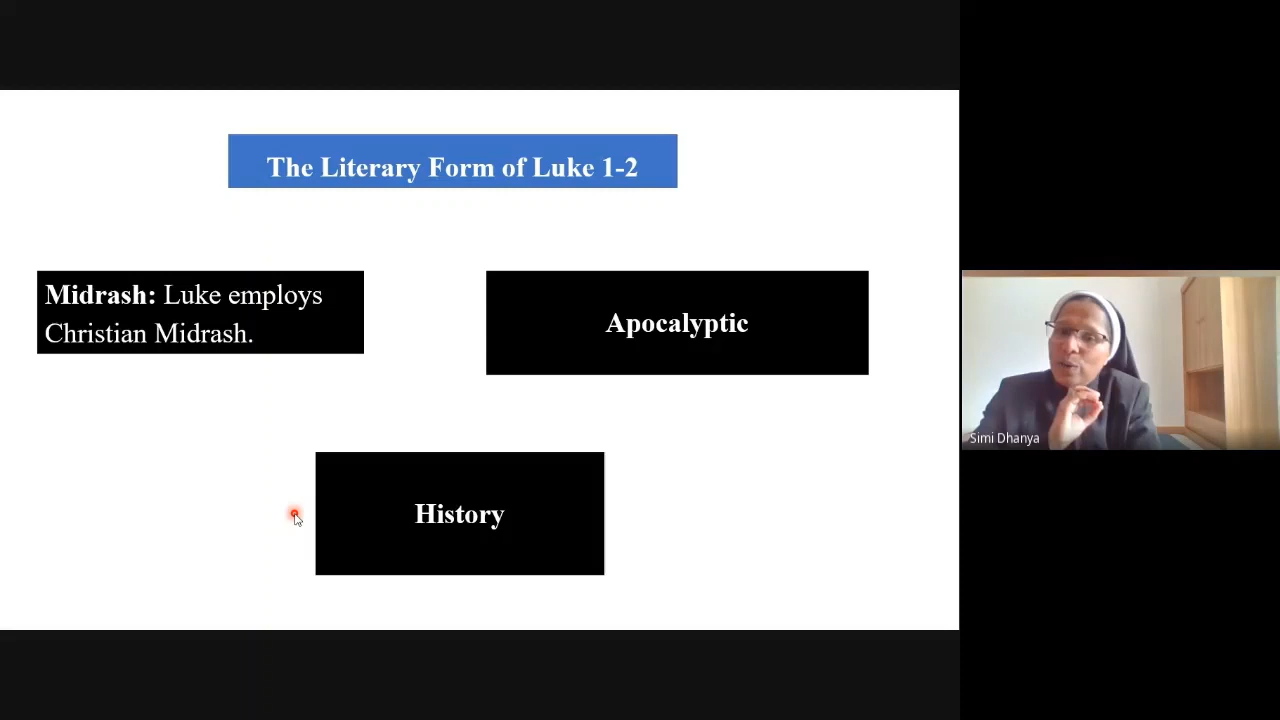 The Literary Form of Luke 1-2
Midrash: Luke employs
Christian Midrash.
Apocalyptic
History
Simi Dhanya